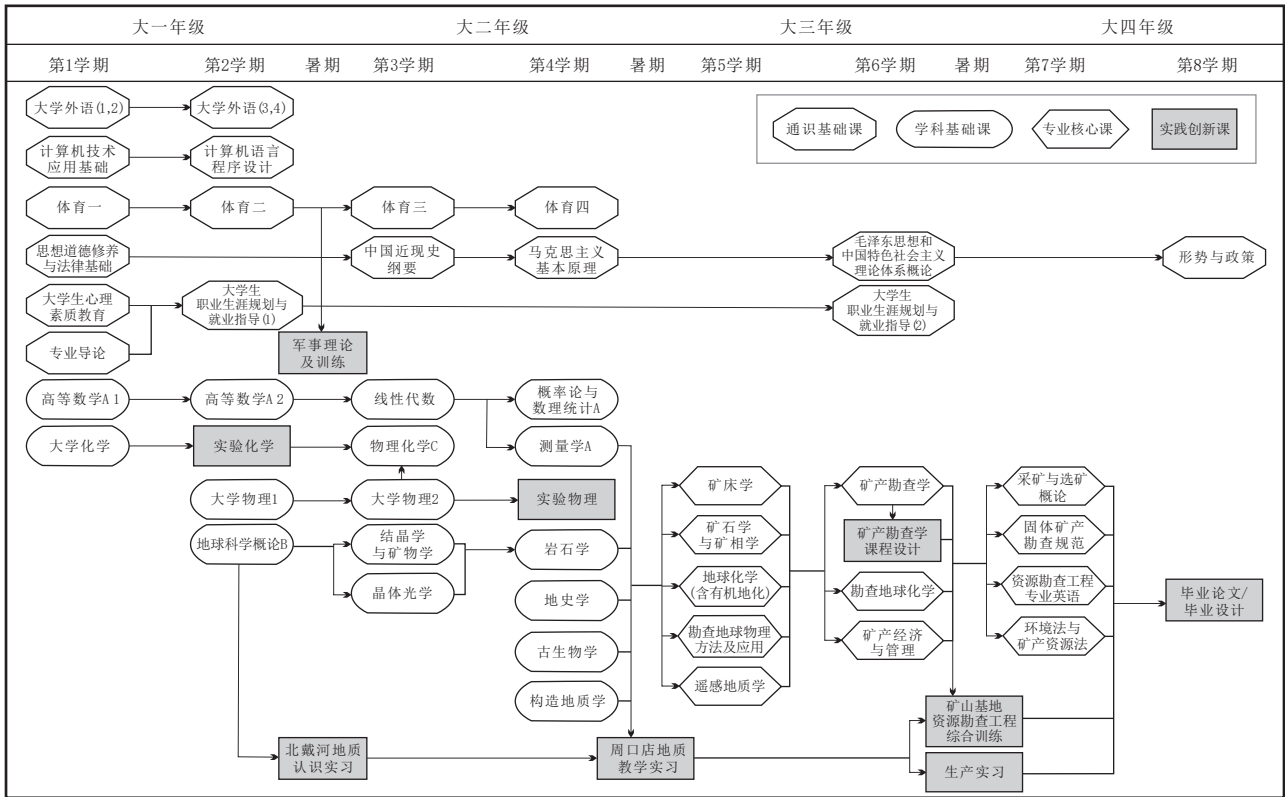 大一年级
大二年级
大三年级
大四年级
第1学期
第2学期
暑期
第3学期
第4学期
暑期
第5学期
第6学期
暑期
第7学期
第8学期
大学外语(1,2)
大学外语(3,4)
通识基础课
学科基础课
专业核心课
实践创新课
计算机技术
应用基础
计算机语言
程序设计
体育一
体育二
体育三
体育四
思想道德修养
与法律基础
中国近现史
纲要
马克思主义
基本原理
毛泽东思想和
中国特色社会主义
理论体系概论
形势与政策
大学生心理
素质教育
大学生
职业生涯规划与
就业指导(1)
大学生
职业生涯规划与
就业指导(2)
专业导论
军事理论
及训练
高等数学A1
高等数学A2
线性代数
概率论与
数理统计A
大学化学
实验化学
物理化学C
测量学A
大学物理1
大学物理2
实验物理
矿床学
矿产勘查学
采矿与选矿
概论
地球科学概论B
结晶学
与矿物学
岩石学
矿石学
与矿相学
矿产勘查学
课程设计
固体矿产
勘查规范
晶体光学
地史学
地球化学
(含有机地化)
勘查地球化学
资源勘查工程
专业英语
毕业论文/
毕业设计
古生物学
勘查地球物理
方法及应用
矿产经济
与管理
环境法与
矿产资源法
构造地质学
遥感地质学
矿山基地
资源勘查工程
综合训练
北戴河地质
认识实习
周口店地质
教学实习
生产实习